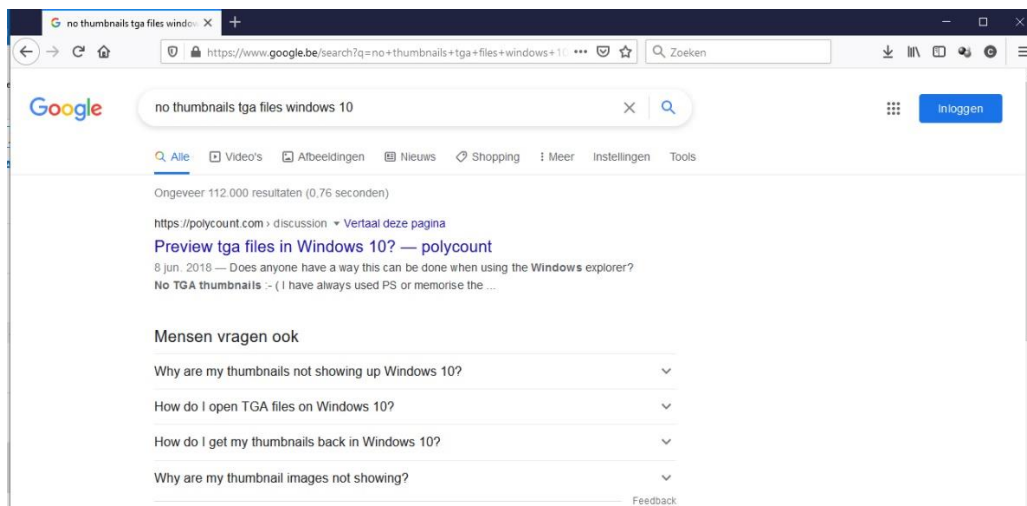 no thumbnails tga files window
https://www.google.be/search?q=no+thumbnails+tga+files+windows+1
Zoeken
Google
no thumbnails tga files windows 10
Inloggen
Alle
Video's
Afbeeldingen
Nieuws
Shopping
Meer
Instellingen
Tools
Ongeveer 112.000 resultaten (0,76 seconden)
https://polycount.com › discussion ▾ Vertaal deze pagina
Preview tga files in Windows 10? — polycount
8 jun. 2018 — Does anyone have a way this can be done when using the Windows explorer?
No TGA thumbnails :- ( I have always used PS or memorise the ...
Mensen vragen ook
Why are my thumbnails not showing up Windows 10?
How do I open TGA files on Windows 10?
How do I get my thumbnails back in Windows 10?
Why are my thumbnail images not showing?
Feedback